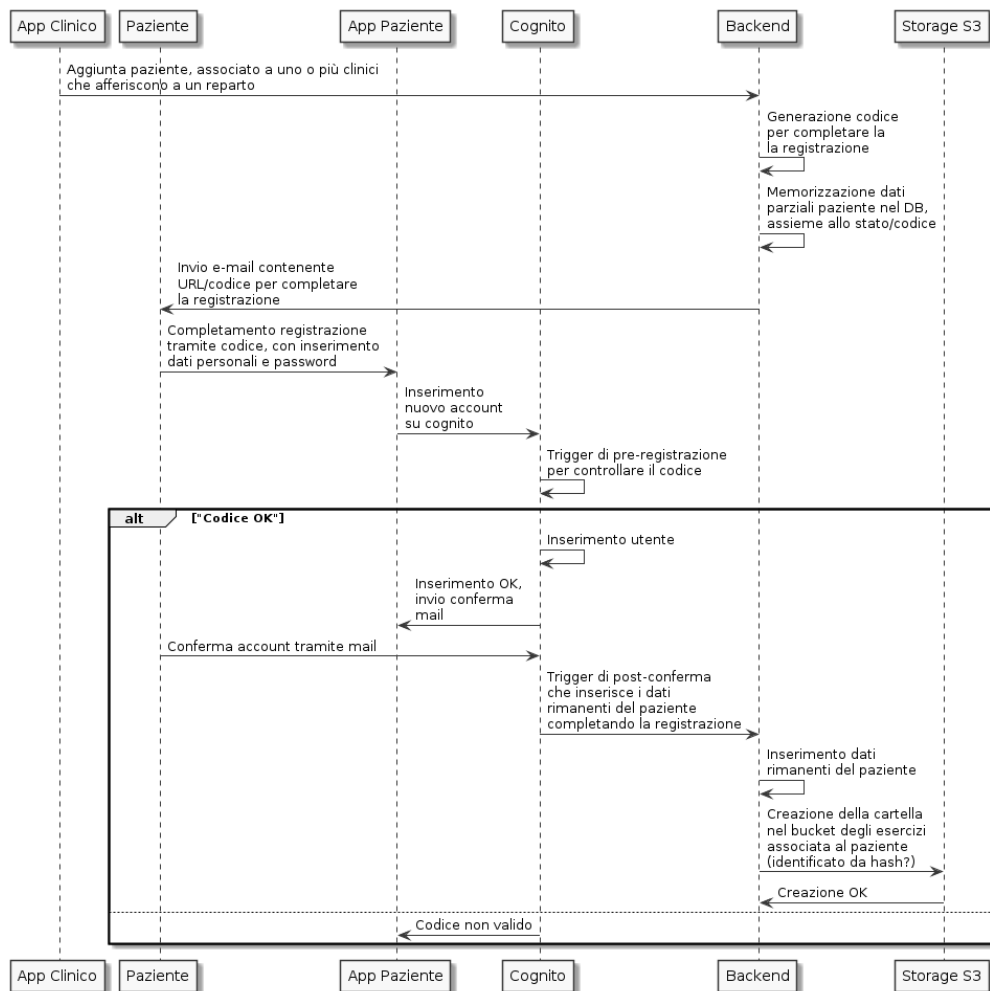 App Clinico
Paziente
App Paziente
Cognito
Backend
Storage S3
Aggiunta paziente, associato a uno o più clinici
che afferiscono a un reparto
Generazione codice
per completare la
la registrazione
Memorizzazione dati
parziali paziente nel DB,
assieme allo stato/codice
Invio e-mail contenente
URL/codice per completare
la registrazione
Completamento registrazione
tramite codice, con inserimento
dati personali e password
Inserimento
nuovo account
su cognito
Trigger di pre-registrazione
per controllare il codice
alt
["Codice OK"]
Inserimento utente
Inserimento OK,
invio conferma
mail
Conferma account tramite mail
Trigger di post-conferma
che inserisce i dati
rimanenti del paziente
completando la registrazione
Inserimento dati
rimanenti del paziente
Creazione della cartella
nel bucket degli esercizi
associata al paziente
(identificato da hash?)
Creazione OK
Codice non valido
App Clinico
Paziente
App Paziente
Cognito
Backend
Storage S3